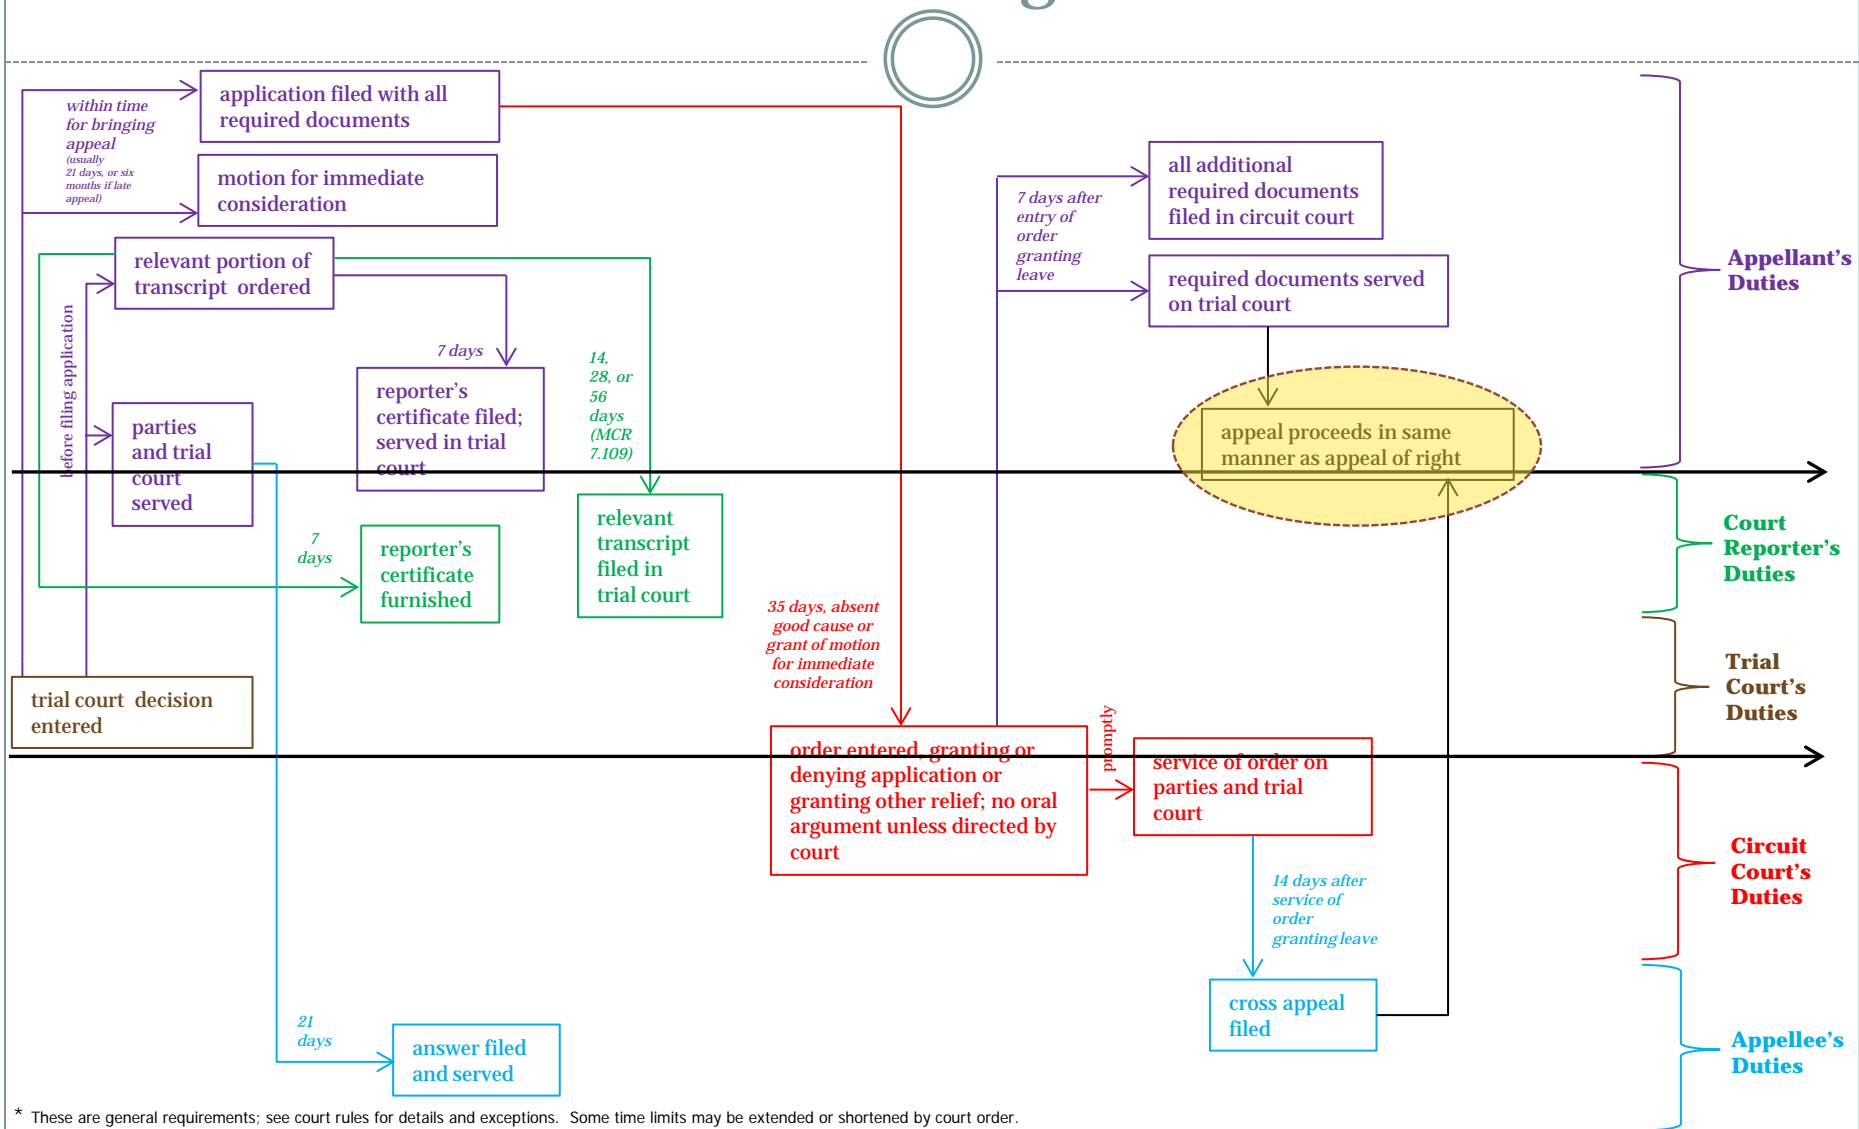 within time
for bringing
appeal
(usually
21 days, or six
months if late
appeal)
application filed with all
required documents
motion for immediate
consideration
relevant portion of
transcript ordered
before filing application
parties
and trial
court
served
7 days
reporter's
certificate filed;
served in trial
court
14,
28, or
56
days
(MCR
7.109)
7
days
reporter's
certificate
furnished
relevant
transcript
filed in
trial court
trial court decision
entered
35 days, absent
good cause or
grant of motion
for immediate
consideration
order entered, granting or
denying application or
granting other relief; no oral
argument unless directed by
court
promptly
service of order on
parties and trial
court
7 days after
entry of
order
granting
leave
all additional
required documents
filed in circuit court
required documents served
on trial court
appeal proceeds in same
manner as appeal of right
14 days after
service of
order
granting leave
cross appeal
filed
21
days
answer filed
and served
Appellant's
Duties
Court
Reporter's
Duties
Trial
Court's
Duties
Circuit
Court's
Duties
Appellee's
Duties
* These are general requirements; see court rules for details and exceptions. Some time limits may be extended or shortened by court order.